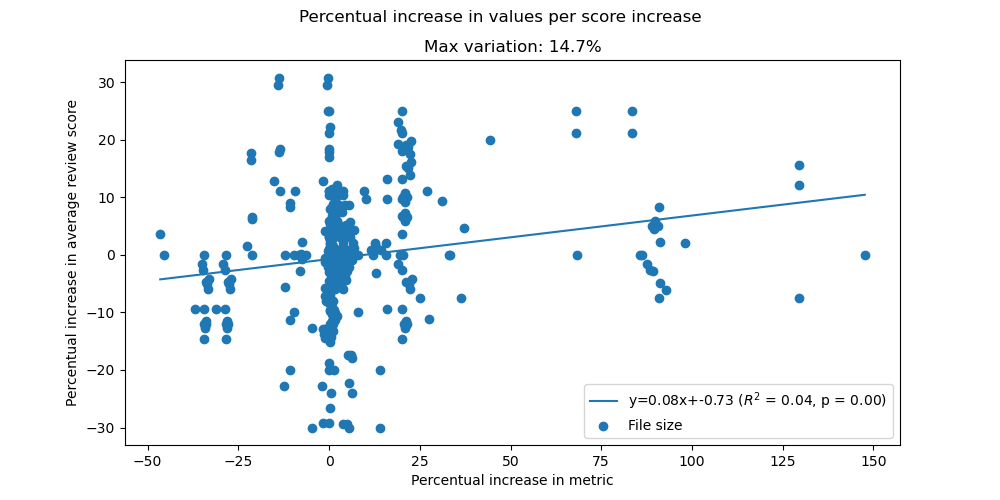 Percentual increase in values per score increase
Max variation: 14.7%
Percentual increase in average review score
30
20
10
0
−10
−20
−30
−50
−25
0
25
50
75
100
125
150
Percentual increase in metric
y=0.08x+-0.73 (R² = 0.04, p = 0.00)
File size